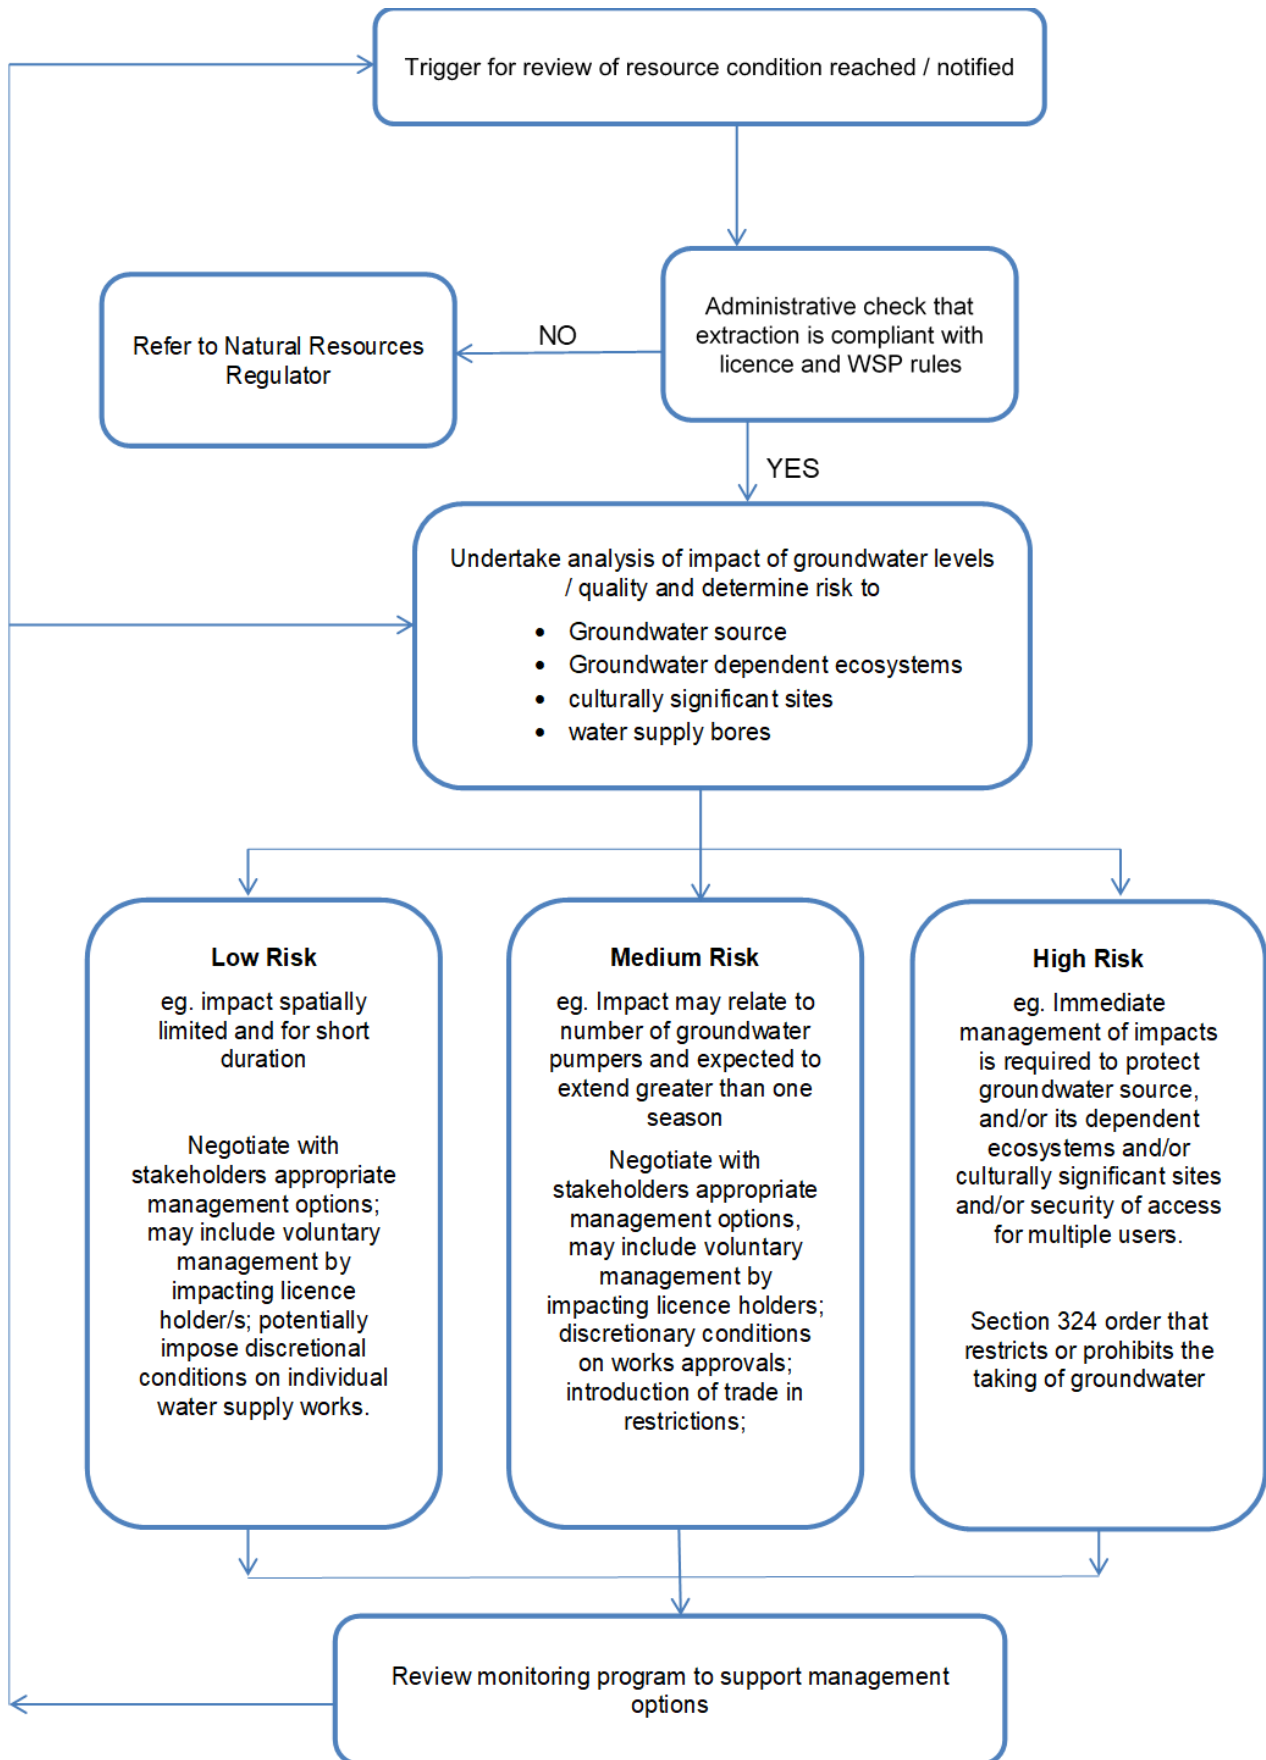 Trigger for review of resource condition reached / notified
Administrative check that
extraction is compliant with
licence and WSP rules
NO
Refer to Natural Resources
Regulator
YES
Undertake analysis of impact of groundwater levels
/ quality and determine risk to
• Groundwater source
• Groundwater dependent ecosystems
• culturally significant sites
• water supply bores
Low Risk
eg. impact spatially
limited and for short
duration
Negotiate with
stakeholders appropriate
management options;
may include voluntary
management by
impacting licence
holder/s; potentially
impose discretional
conditions on individual
water supply works.
Medium Risk
eg. Impact may relate to
number of groundwater
pumpers and expected to
extend greater than one
season
Negotiate with
stakeholders appropriate
management options,
may include voluntary
management by
impacting licence holders;
discretionary conditions
on works approvals;
introduction of trade in
restrictions;
High Risk
eg. Immediate
management of impacts
is required to protect
groundwater source,
and/or its dependent
ecosystems and/or
culturally significant sites
and/or security of access
for multiple users.
Section 324 order that
restricts or prohibits the
taking of groundwater
Review monitoring program to support management
options